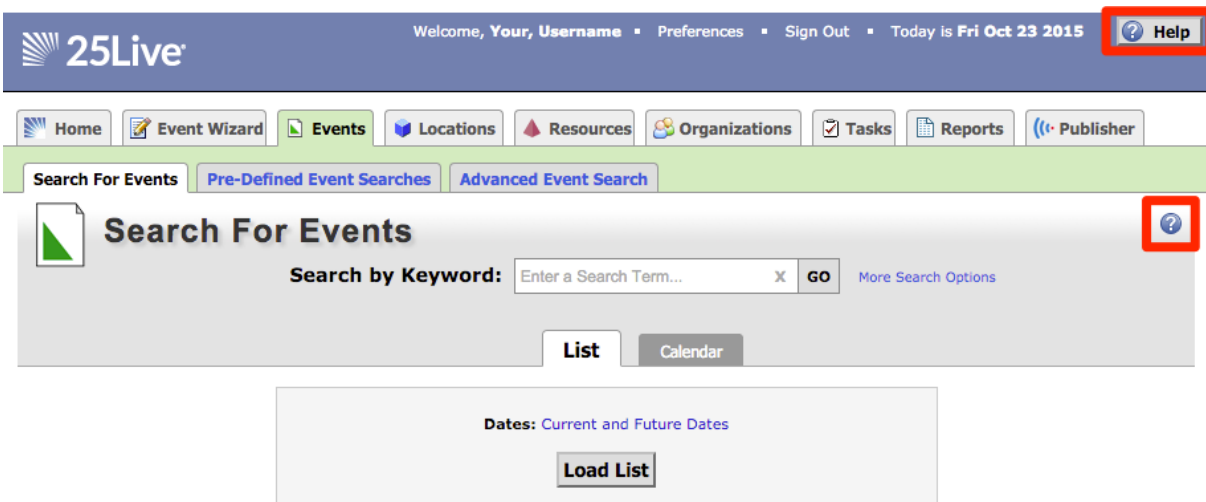 25Live
Welcome, Your, Username ▪ Preferences ▪ Sign Out ▪ Today is Fri Oct 23 2015
Help
Home Event Wizard Events Locations Resources Organizations Tasks Reports Publisher
Search For Events Pre-Defined Event Searches Advanced Event Search
Search For Events
Search by Keyword: Enter a Search Term... X GO More Search Options
List Calendar
Dates: Current and Future Dates
Load List